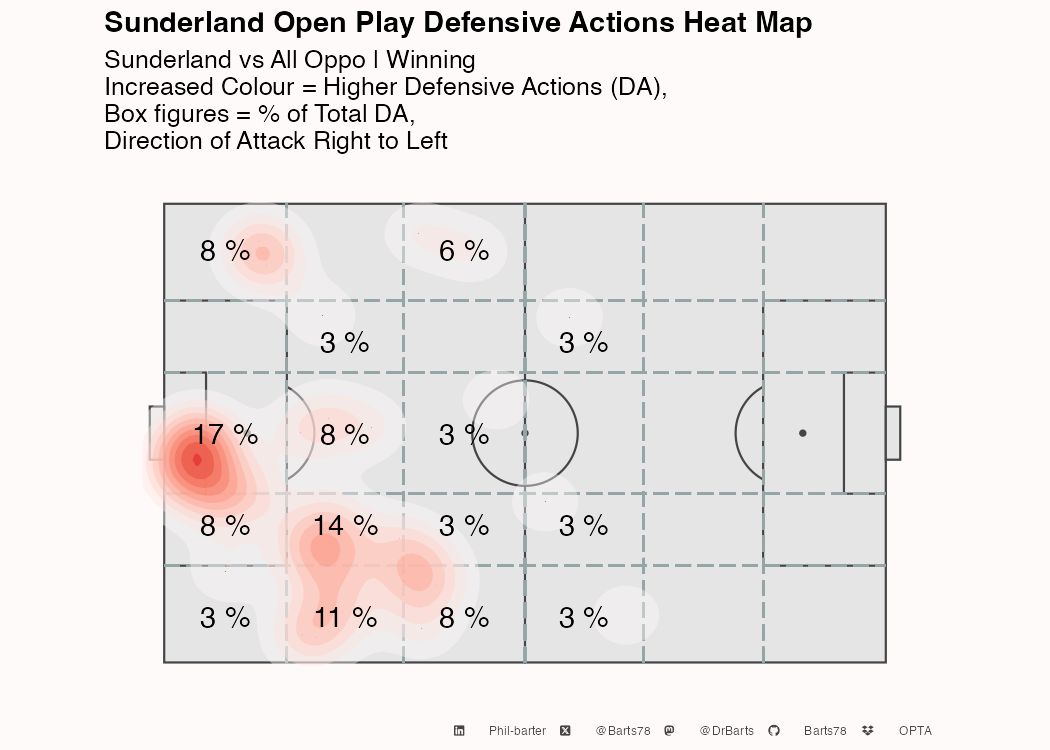 Sunderland Open Play Defensive Actions Heat Map
Sunderland vs All Oppo | Winning
Increased Colour = Higher Defensive Actions (DA),
Box figures = % of Total DA,
Direction of Attack Right to Left
8 % 6 %
3 % 3 %
17 % 8 % 3 %
8 % 14 % 3 % 3 %
3 % 11 % 8 % 3 %
Phil-barter @Barts78 @DrBarts Barts78 OPTA